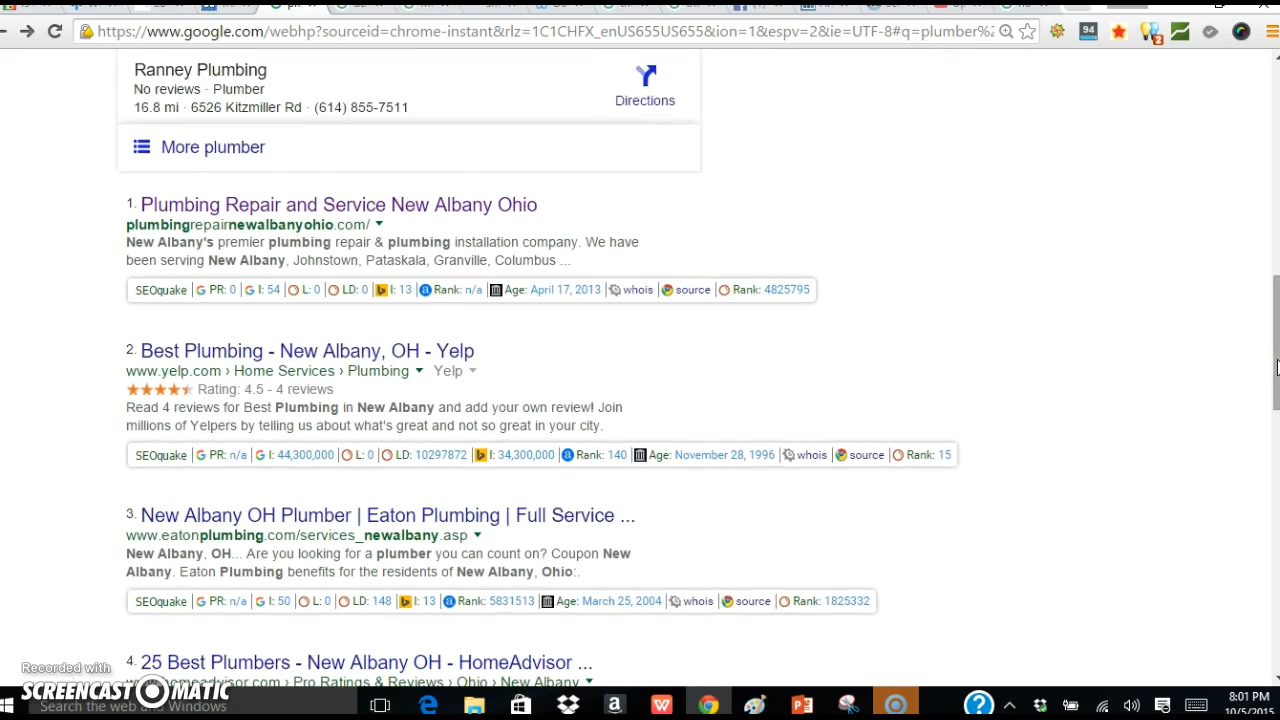 https://www.google.com/webhp?sourceid=chrome-instant&rlz=1C1CHFX_enUS655US655&ion=1&espv=2&ie=UTF-8#q=plumber%2
94
2
Ranney Plumbing
No reviews · Plumber
16.8 mi · 6526 Kitzmiller Rd · (614) 855-7511
Directions
More plumber
1. Plumbing Repair and Service New Albany Ohio
plumbingrepairnewalbanyohio.com/
New Albany's premier plumbing repair & plumbing installation company. We have
been serving New Albany, Johnstown, Pataskala, Granville, Columbus ...
SEOquake PR: 0 I: 54 L: 0 LD: 0 I: 13 Rank: n/a Age: April 17, 2013 whois source Rank: 4825795
2. Best Plumbing - New Albany, OH - Yelp
www.yelp.com › Home Services › Plumbing Yelp
Rating: 4.5 - 4 reviews
Read 4 reviews for Best Plumbing in New Albany and add your own review! Join
millions of Yelpers by telling us about what's great and not so great in your city.
SEOquake PR: n/a I: 44,300,000 L: 0 LD: 10297872 I: 34,300,000 Rank: 140 Age: November 28, 1996 whois source Rank: 15
3. New Albany OH Plumber | Eaton Plumbing | Full Service ...
www.eatonplumbing.com/services_newalbany.asp
New Albany, OH... Are you looking for a plumber you can count on? Coupon New
Albany. Eaton Plumbing benefits for the residents of New Albany, Ohio:.
SEOquake PR: n/a I: 50 L: 0 LD: 148 I: 13 Rank: 5831513 Age: March 25, 2004 whois source Rank: 1825332
4. 25 Best Plumbers - New Albany OH - HomeAdvisor ...
› Pro Ratings & Reviews › Ohio › New Albany
Recorded with
SCREENCAST-O-MATIC
Search the web and Windows
8:01 PM
10/5/2015